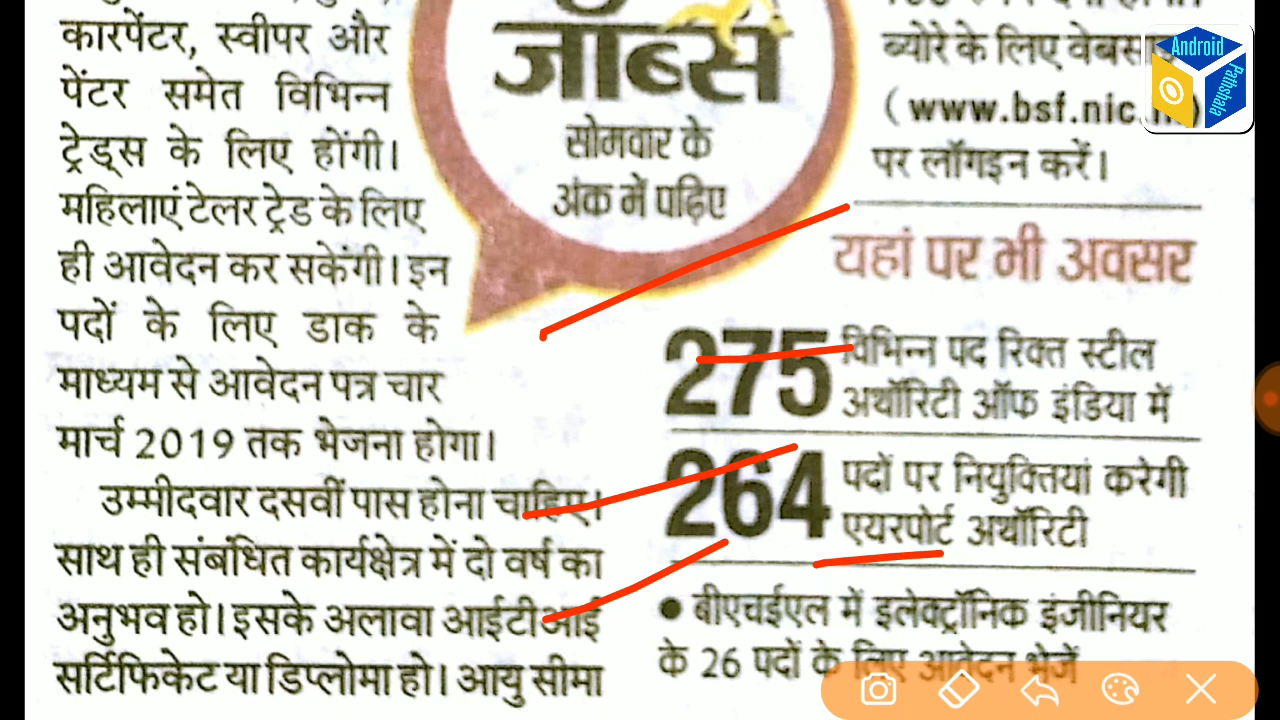 कारपेंटर, स्वीपर और
पेंटर समेत विभिन्न
ट्रेड्स के लिए होंगी।
महिलाएं टेलर ट्रेड के लिए
ही आवेदन कर सकेंगी। इन
पदों के लिए डाक के
माध्यम से आवेदन पत्र चार
मार्च 2019 तक भेजना होगा।
उम्मीदवार दसवीं पास होना चाहिए।
साथ ही संबंधित कार्यक्षेत्र में दो वर्ष का
अनुभव हो। इसके अलावा आईटीआई
सर्टिफिकेट या डिप्लोमा हो। आयु सीमा
जॉब्स
सोमवार के
अंक में पढ़िए
ब्योरे के लिए
(www.bsf.nic.
पर लॉगइन करें।
यहां पर भी अवसर
275 विभिन्न पद रिक्त स्टील
अथॉरिटी ऑफ इंडिया में
264 पदों पर नियुक्तियां करेगी
एयरपोर्ट अथॉरिटी
● बीएचईएल में इलेक्ट्रॉनिक इंजीनियर
के 26 पदों के लिए आवेदन भेजें
Android
Pathshala